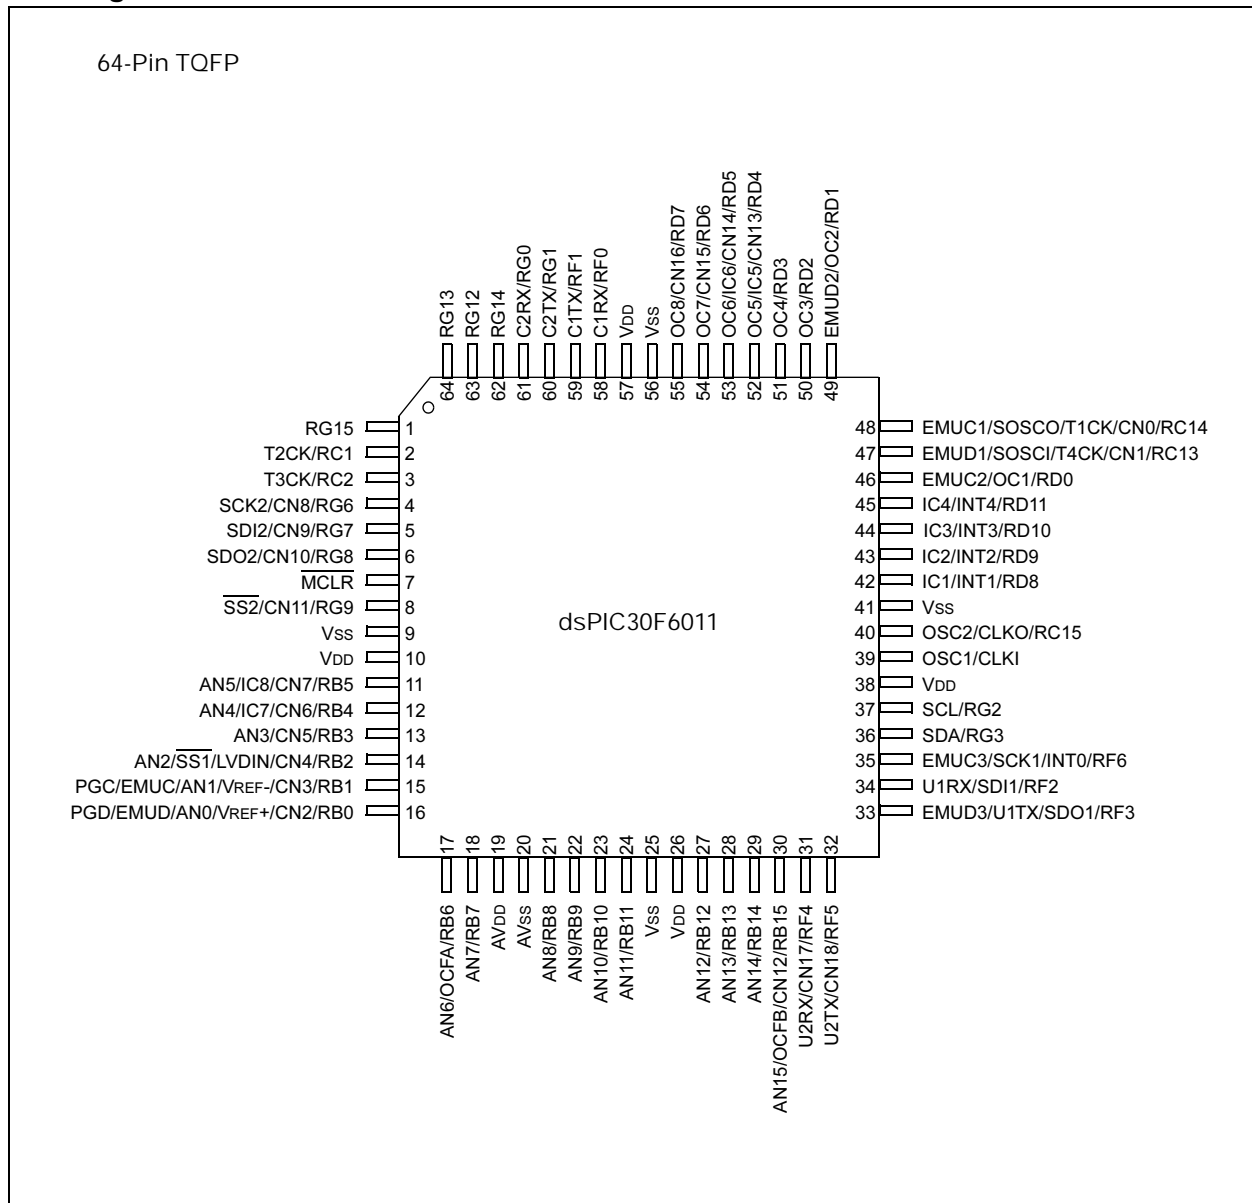 64-Pin TQFP
RG13
RG12
RG14
C2RX/RG0
C2TX/RG1
C1TX/RF1
C1RX/RF0
VDD
VSS
OC8/CN16/RD7
OC7/CN15/RD6
OC6/IC6/CN14/RD5
OC5/IC5/CN13/RD4
OC4/RD3
OC3/RD2
EMUD2/OC2/RD1
64
63
62
61
60
59
58
57
56
55
54
53
52
51
50
49
RG15 1
T2CK/RC1 2
T3CK/RC2 3
SCK2/CN8/RG6 4
SDI2/CN9/RG7 5
SDO2/CN10/RG8 6
MCLR 7
SS2/CN11/RG9 8
VSS 9
VDD 10
AN5/IC8/CN7/RB5 11
AN4/IC7/CN6/RB4 12
AN3/CN5/RB3 13
AN2/SS1/LVDIN/CN4/RB2 14
PGC/EMUC/AN1/VREF-/CN3/RB1 15
PGD/EMUD/AN0/VREF+/CN2/RB0 16
dsPIC30F6011
48 EMUC1/SOSCO/T1CK/CN0/RC14
47 EMUD1/SOSCI/T4CK/CN1/RC13
46 EMUC2/OC1/RD0
45 IC4/INT4/RD11
44 IC3/INT3/RD10
43 IC2/INT2/RD9
42 IC1/INT1/RD8
41 VSS
40 OSC2/CLKO/RC15
39 OSC1/CLKI
38 VDD
37 SCL/RG2
36 SDA/RG3
35 EMUC3/SCK1/INT0/RF6
34 U1RX/SDI1/RF2
33 EMUD3/U1TX/SDO1/RF3
17
18
19
20
21
22
23
24
25
26
27
28
29
30
31
32
AN6/OCFA/RB6
AN7/RB7
AVDD
AVSS
AN8/RB8
AN9/RB9
AN10/RB10
AN11/RB11
VSS
VDD
AN12/RB12
AN13/RB13
AN14/RB14
AN15/OCFB/CN12/RB15
U2RX/CN17/RF4
U2TX/CN18/RF5